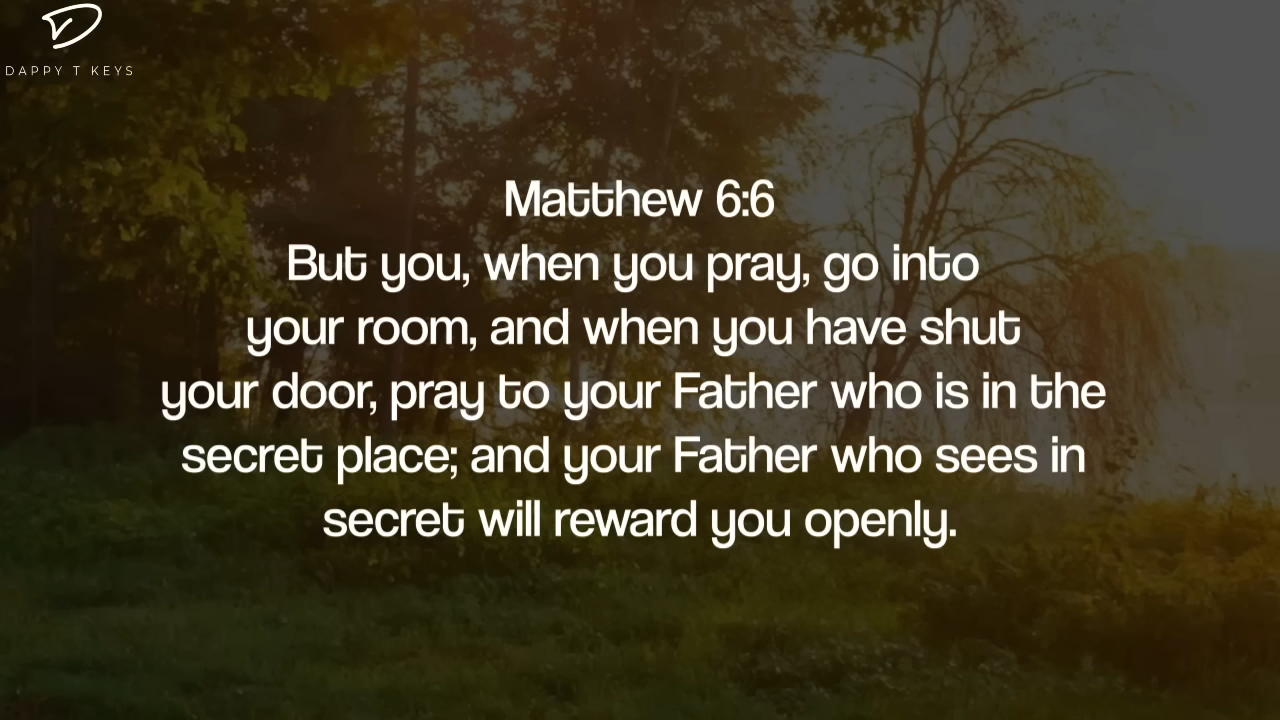 DAPPY T KEYS
Matthew 6:6
But you, when you pray, go into
your room, and when you have shut
your door, pray to your Father who is in the
secret place; and your Father who sees in
secret will reward you openly.